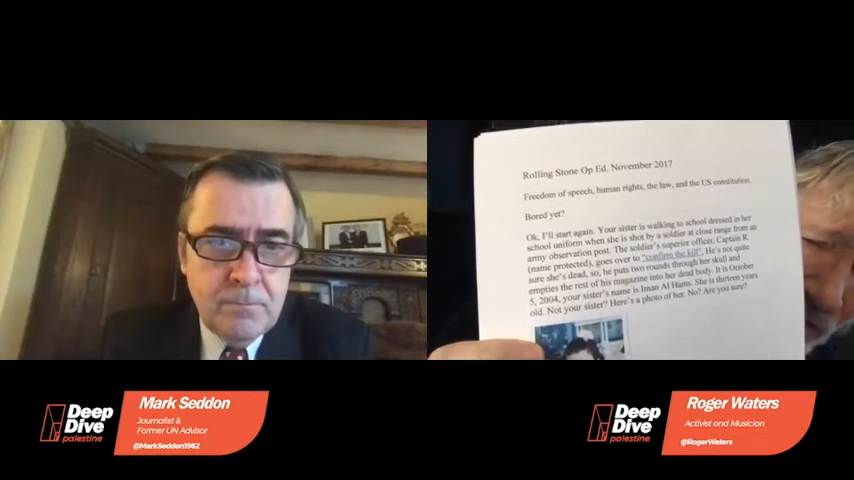 Rolling Stone Op Ed. November 2017
Freedom of speech, human rights, the law, and the US constitution.
Bored yet?
Ok, I'll start again. Your sister is walking to school dressed in her
school uniform when she is shot by a soldier at close range from an
army observation post. The soldier's superior officer, Captain R.
(name protected), goes over to "confirm the kill". He's not quite
sure she's dead, so, he puts two rounds through her skull and
empties the rest of his magazine into her dead body. It is October
5, 2004, your sister's name is Iman Al Hams. She is thirteen years
old. Not your sister? Here's a photo of her. No? Are you sure?
Deep
Dive
palestine
Mark Seddon
Journalist &
Former UN Advisor
@MarkSeddon1962
Deep
Dive
palestine
Roger Waters
Activist and Musician
@RogerWaters